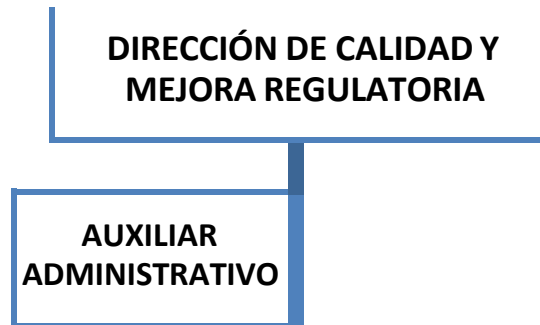 DIRECCIÓN DE CALIDAD Y
MEJORA REGULATORIA
AUXILIAR
ADMINISTRATIVO